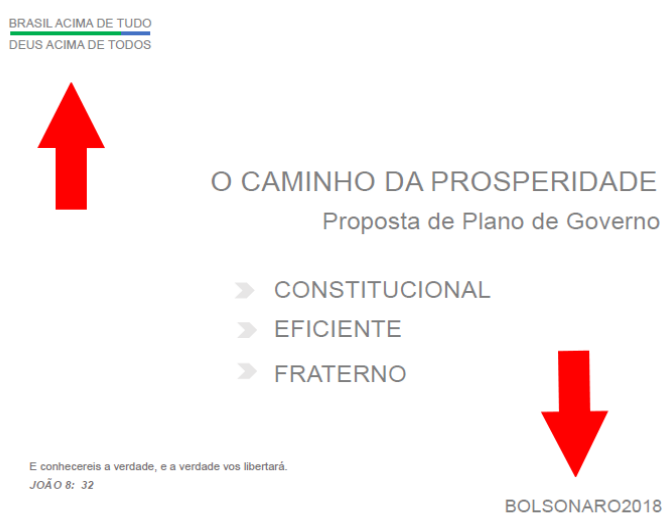 BRASIL ACIMA DE TUDO
DEUS ACIMA DE TODOS
O CAMINHO DA PROSPERIDADE
Proposta de Plano de Governo
CONSTITUCIONAL
EFICIENTE
FRATERNO
E conhecereis a verdade, e a verdade vos libertará.
JOÃO 8: 32
BOLSONARO2018